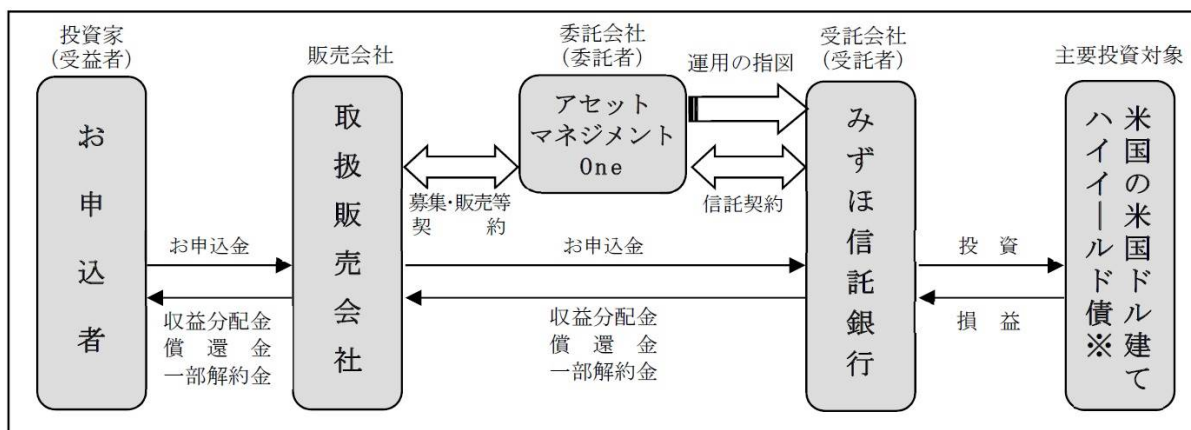 投資家
(受益者)
お申込者
販売会社
取扱販売会社
委託会社
(委託者)
アセット
マネジメント
One
運用の指図
受託会社
(受託者)
みずほ信託銀行
主要投資対象
米国の米国ドル建て
ハイイールド債※
募集・販売等
契 約
信託契約
お申込金
お申込金
投 資
収益分配金
償 還 金
一部解約金
収益分配金
償 還 金
一部解約金
損 益